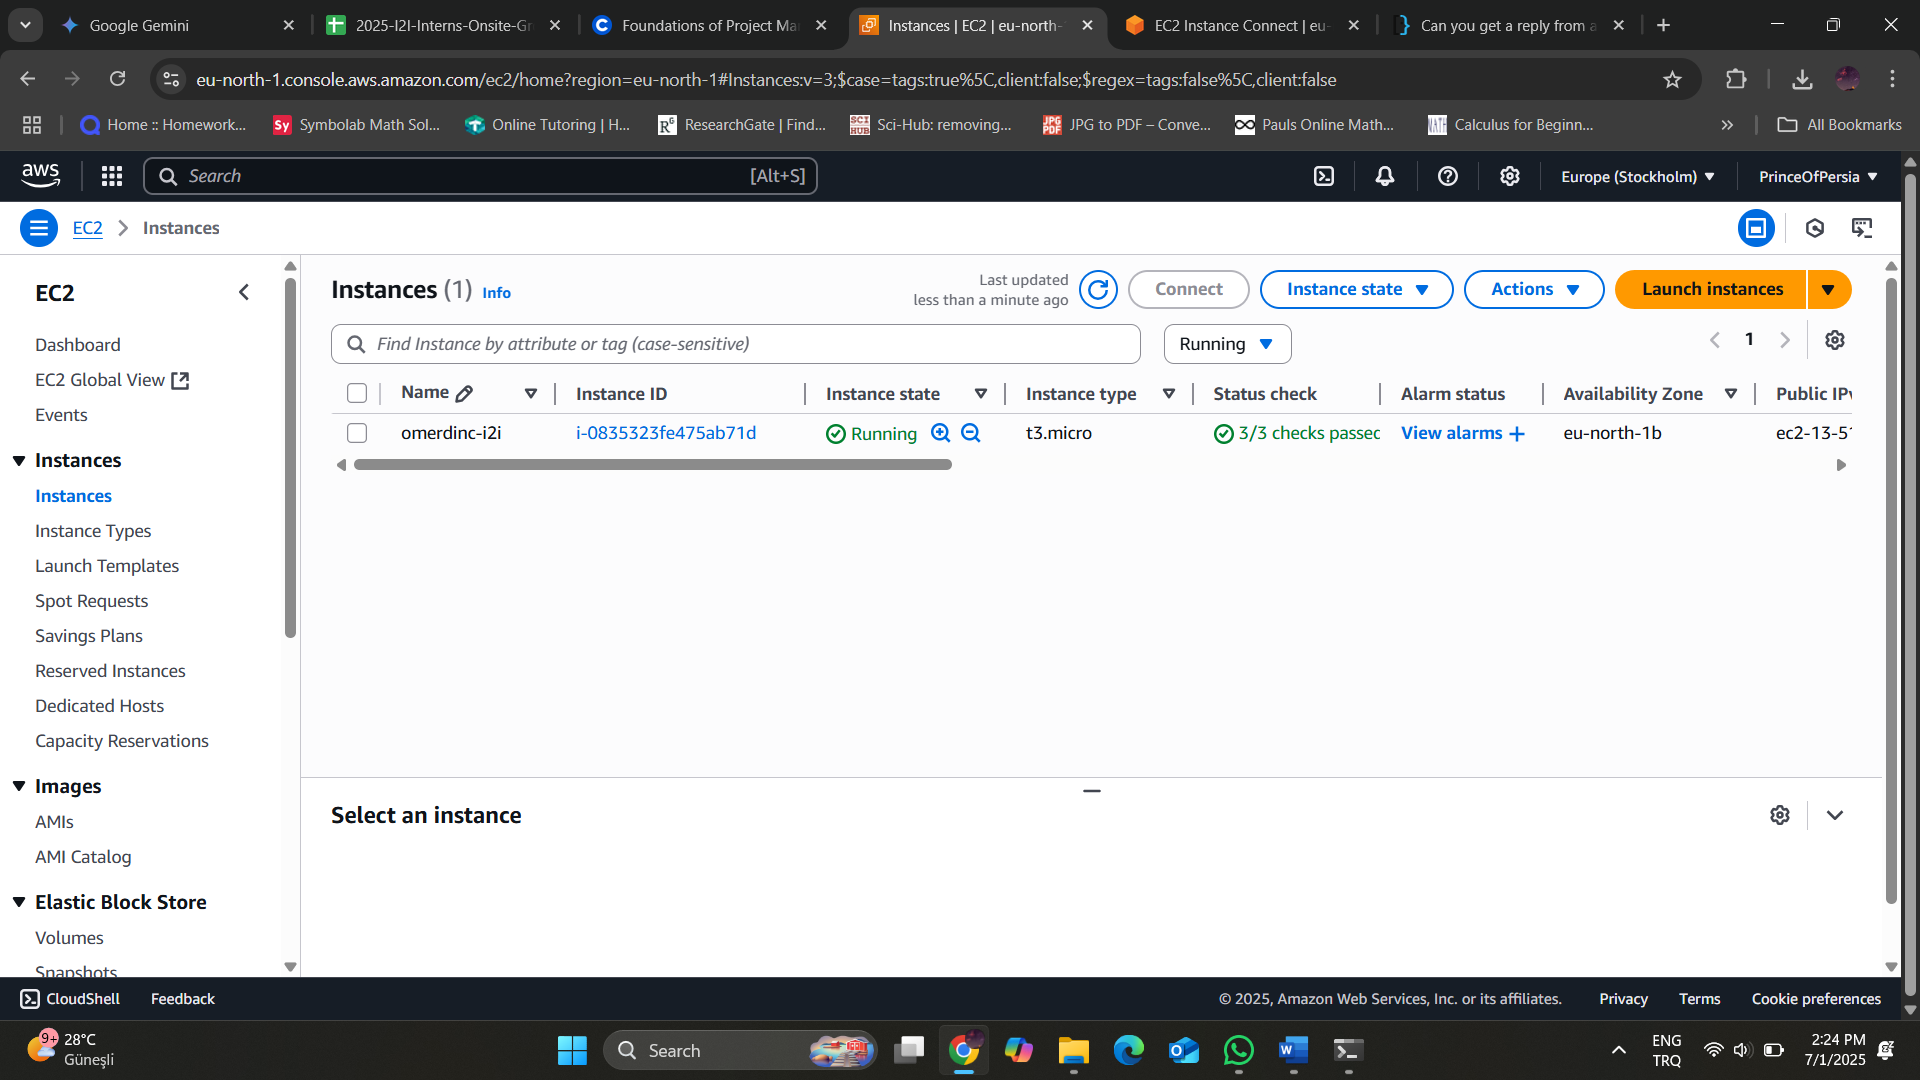 Google Gemini
2025-I2I-Interns-Onsite-Gr
Foundations of Project Ma
Instances | EC2 | eu-north-
EC2 Instance Connect | eu-
Can you get a reply from a
eu-north-1.console.aws.amazon.com/ec2/home?region=eu-north-1#Instances:v=3;$case=tags:true%5C,client:false;$regex=tags:false%5C,client:false
Home :: Homework...
Sy Symbolab Math Sol...
Online Tutoring | H...
ResearchGate | Find...
SCI HUB Sci-Hub: removing...
JPG PDF JPG to PDF – Conve...
Pauls Online Math...
MATH Calculus for Beginn...
All Bookmarks
aws
Search [Alt+S]
Europe (Stockholm)
PrinceOfPersia
EC2 > Instances
EC2
Dashboard
EC2 Global View
Events
Instances
Instances
Instance Types
Launch Templates
Spot Requests
Savings Plans
Reserved Instances
Dedicated Hosts
Capacity Reservations
Images
AMIs
AMI Catalog
Elastic Block Store
Volumes
Snapshots
Instances (1) Info
Last updated
less than a minute ago
Connect
Instance state
Actions
Launch instances
Find Instance by attribute or tag (case-sensitive)
Running
1
Name Instance ID Instance state Instance type Status check Alarm status Availability Zone Public IPv
omerdinc-i2i i-0835323fe475ab71d Running t3.micro 3/3 checks passed View alarms + eu-north-1b ec2-13-51
Select an instance
CloudShell Feedback
© 2025, Amazon Web Services, Inc. or its affiliates. Privacy Terms Cookie preferences
9+
28°C
Güneşli
Search
ENG
TRQ
2:24 PM
7/1/2025